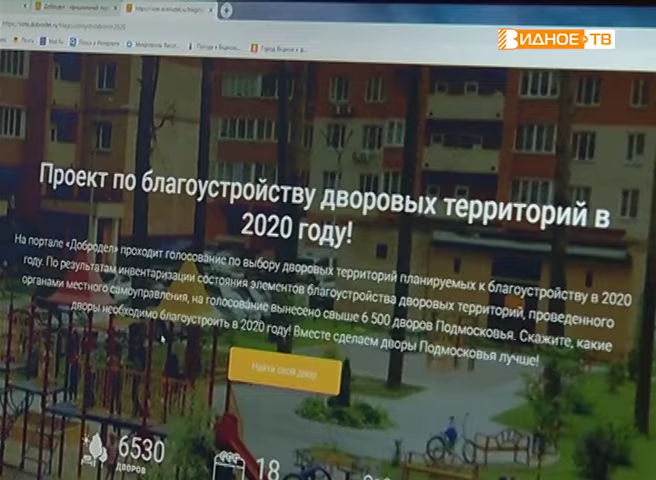 ВИДНОЕ-ТВ
Проект по благоустройству дворовых территорий в
2020 году!
На портале «Добродел» проходит голосование по выбору дворовых территорий планируемых к благоустройству в 2020
году. По результатам инвентаризации состояния элементов благоустройства дворовых территорий, проведенного
органами местного самоуправления, на голосование вынесено свыше 6 500 дворов Подмосковья. Скажите, какие
дворы необходимо благоустроить в 2020 году! Вместе сделаем дворы Подмосковья лучше!
Найти свой двор
6530
дворов
18